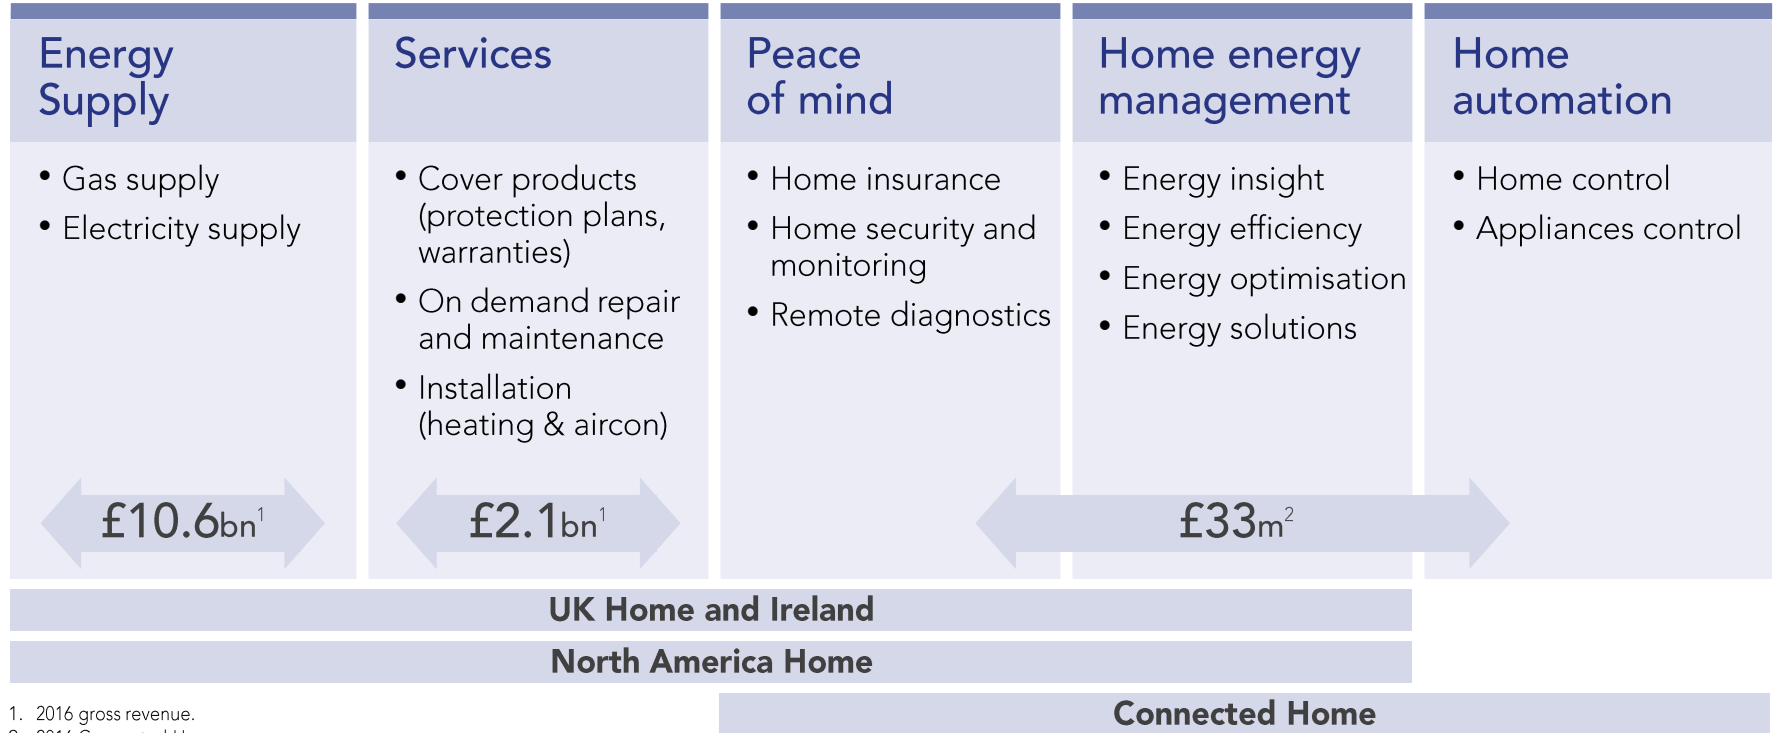 Energy
Supply
• Gas supply
• Electricity supply
£10.6bn1
Services
• Cover products
(protection plans,
warranties)
• On demand repair
and maintenance
• Installation
(heating & aircon)
£2.1bn1
Peace
of mind
• Home insurance
• Home security and
monitoring
• Remote diagnostics
Home energy
management
• Energy insight
• Energy efficiency
• Energy optimisation
• Energy solutions
£33m2
Home
automation
• Home control
• Appliances control
UK Home and Ireland
North America Home
Connected Home
1. 2016 gross revenue.